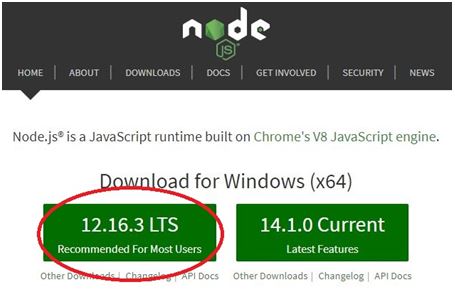 node
JS
HOME | ABOUT | DOWNLOADS | DOCS | GET INVOLVED | SECURITY | NEWS
Node.js® is a JavaScript runtime built on Chrome's V8 JavaScript engine.
Download for Windows (x64)
12.16.3 LTS
Recommended For Most Users
14.1.0 Current
Latest Features
Other Downloads | Changelog | API Docs
Other Downloads | Changelog | API Docs